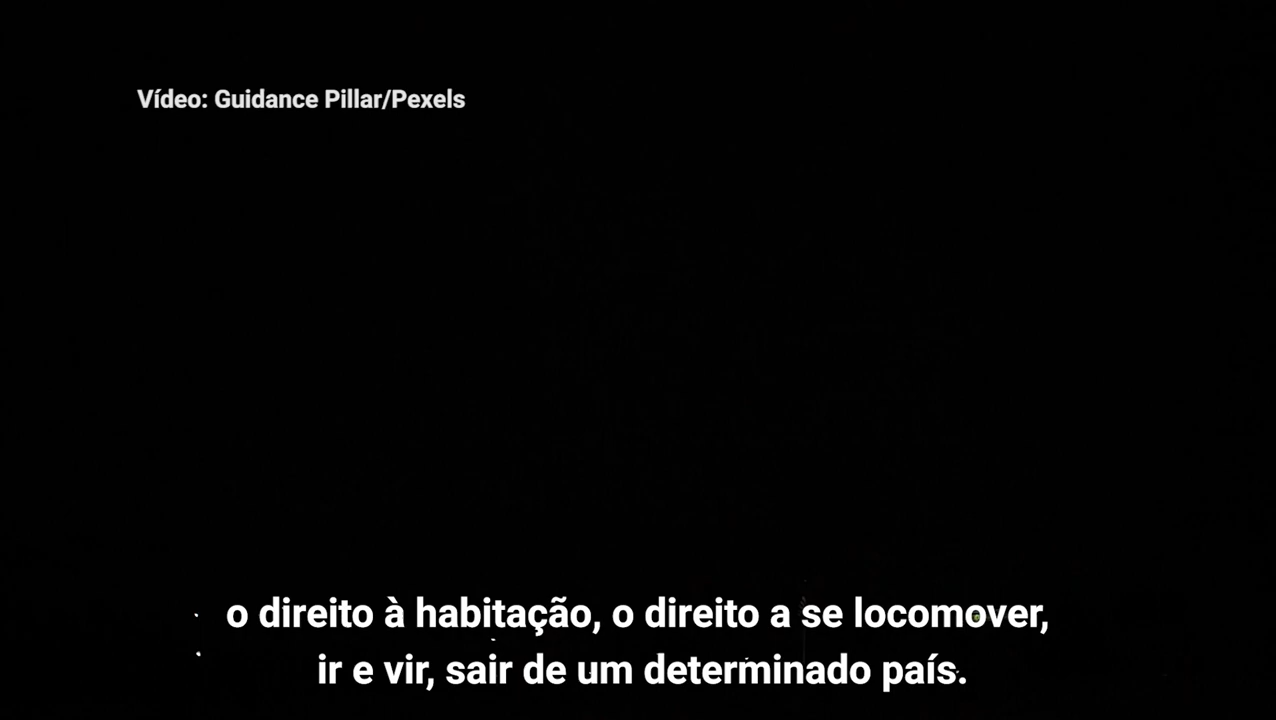 Vídeo: Guidance Pillar/Pexels
o direito à habitação, o direito a se locomover,
ir e vir, sair de um determinado país.